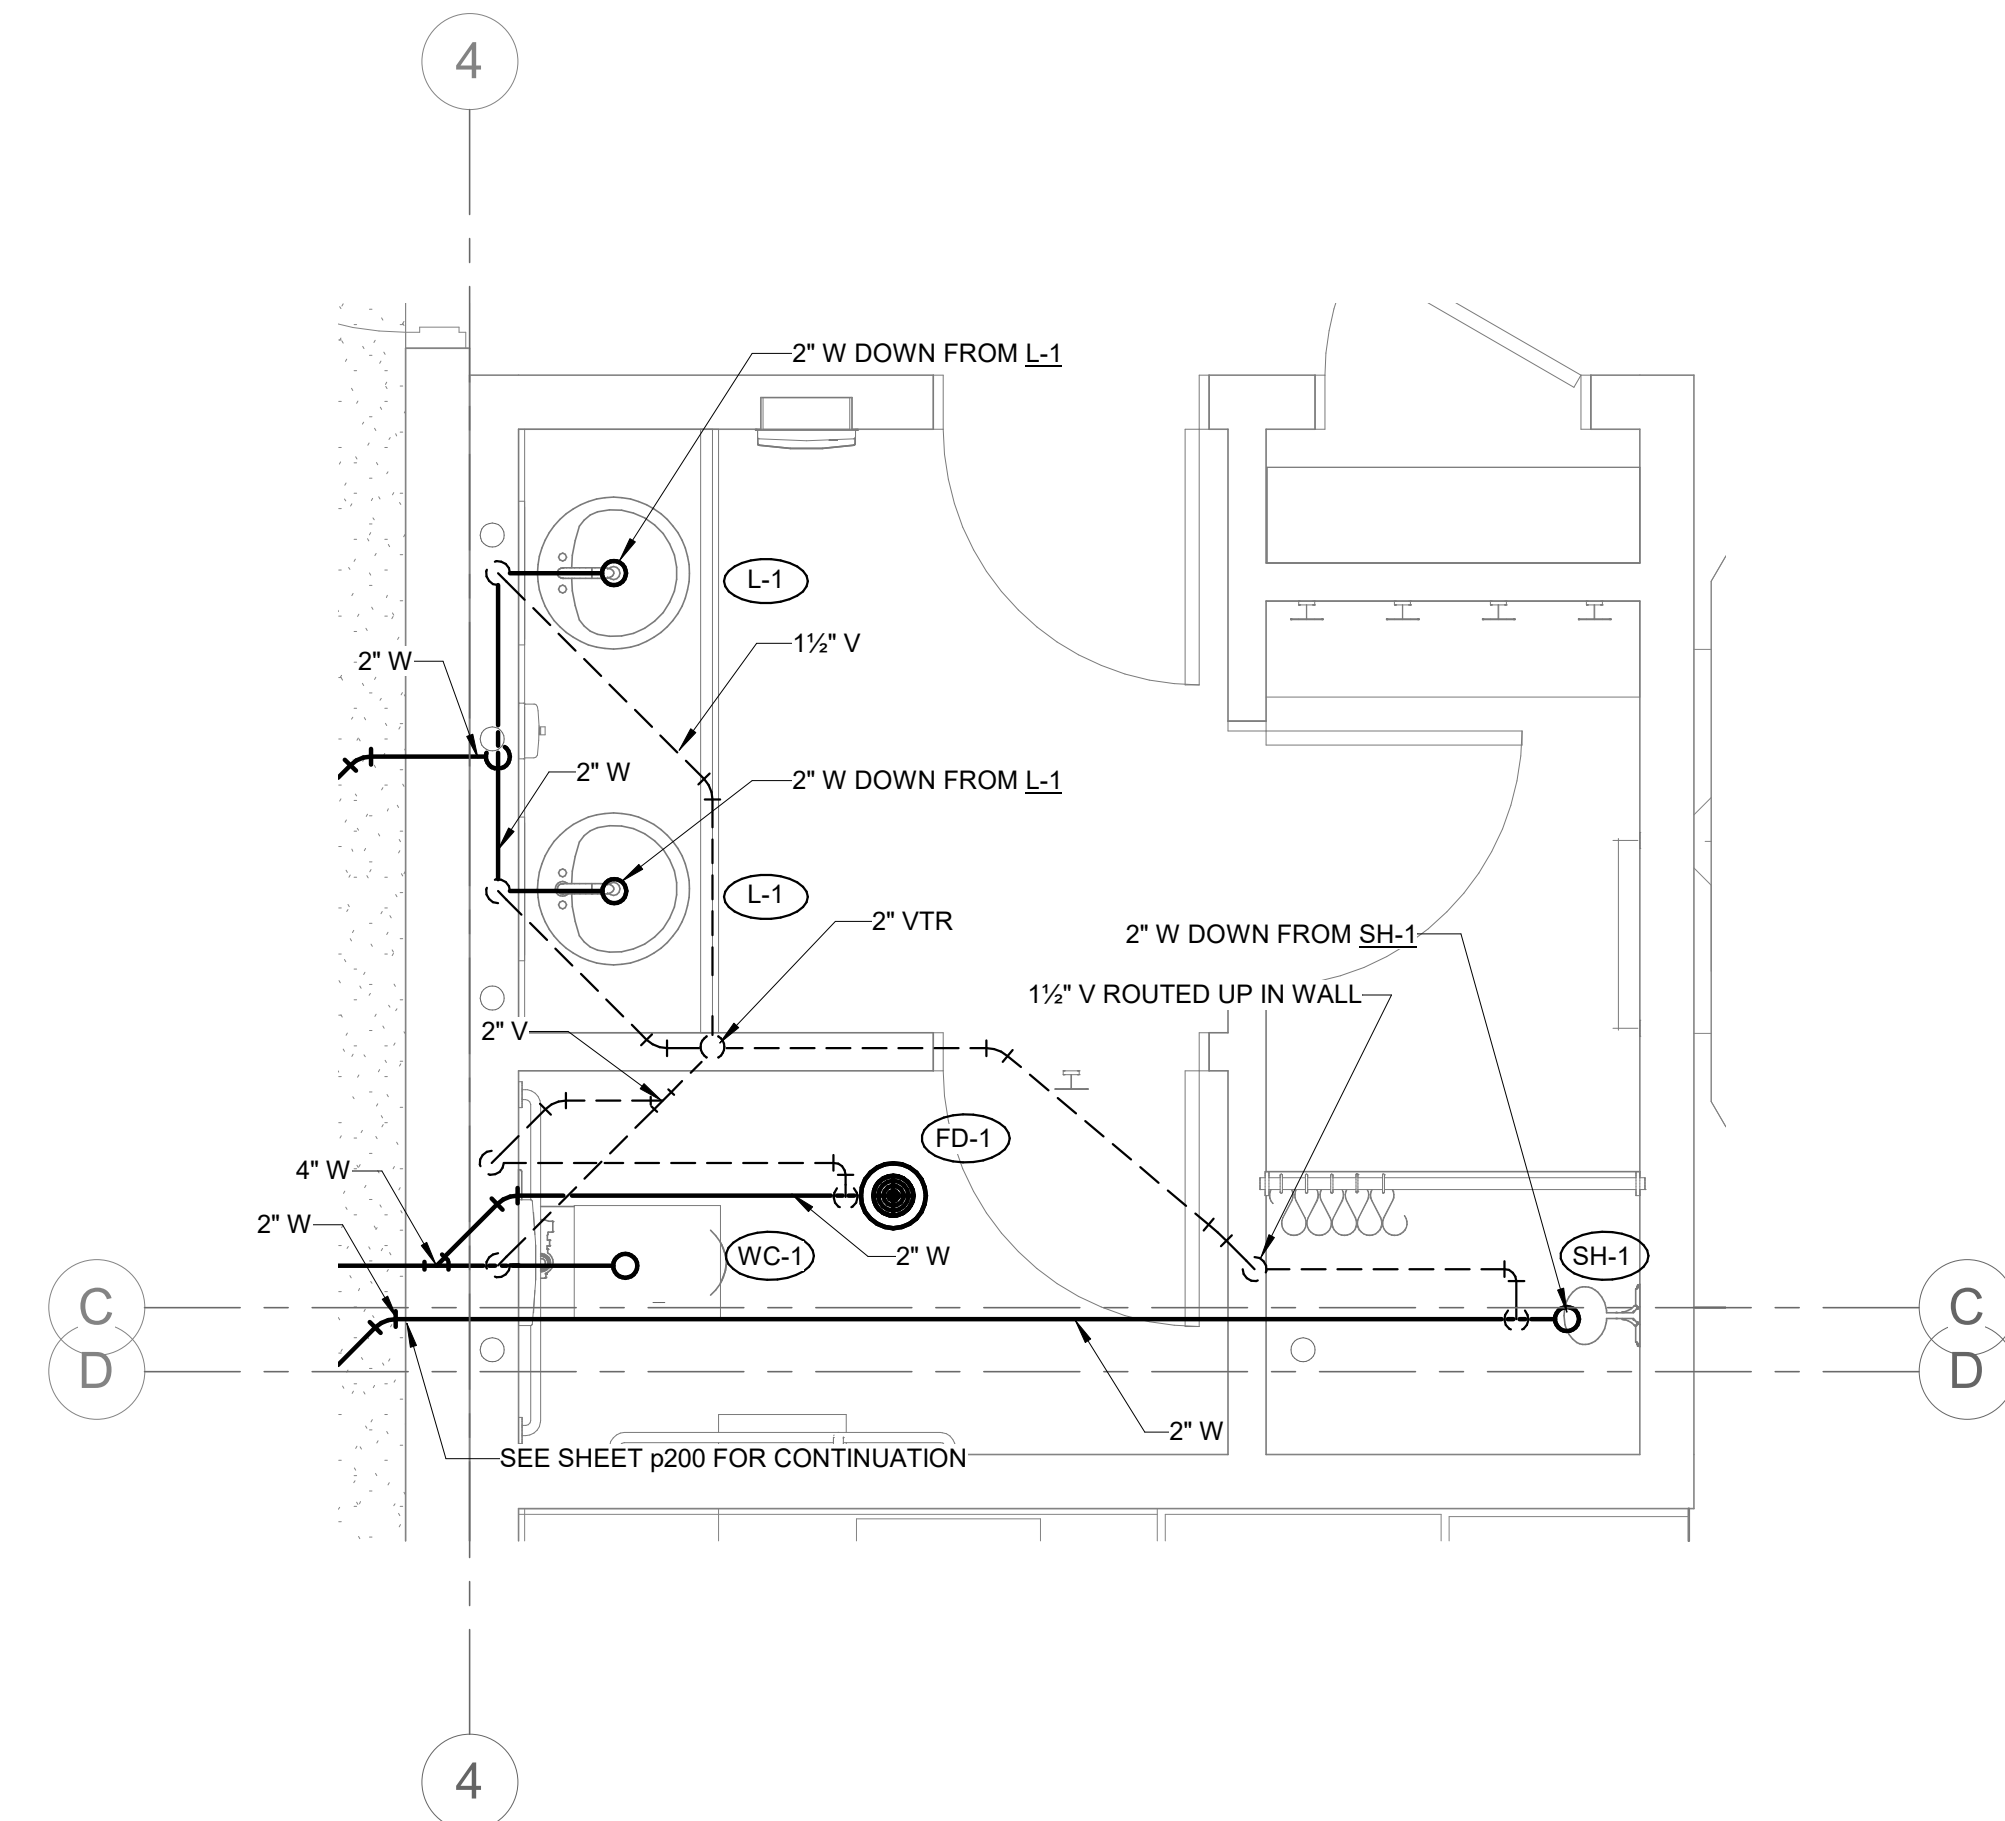 4
2" W DOWN FROM L-1
L-1
1½" V
2" W
2" W
2" W DOWN FROM L-1
L-1
2" VTR
2" W DOWN FROM SH-1
1½" V ROUTED UP IN WALL
2" V
FD-1
4" W
2" W
WC-1
2" W
SH-1
C
C
D
D
2" W
SEE SHEET p200 FOR CONTINUATION
4